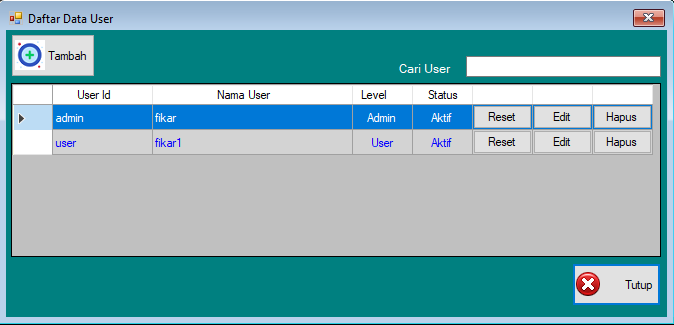 Daftar Data User
Tambah
Cari User
User Id Nama User Level Status
admin fikar Admin Aktif Reset Edit Hapus
user fikar1 User Aktif Reset Edit Hapus
Tutup